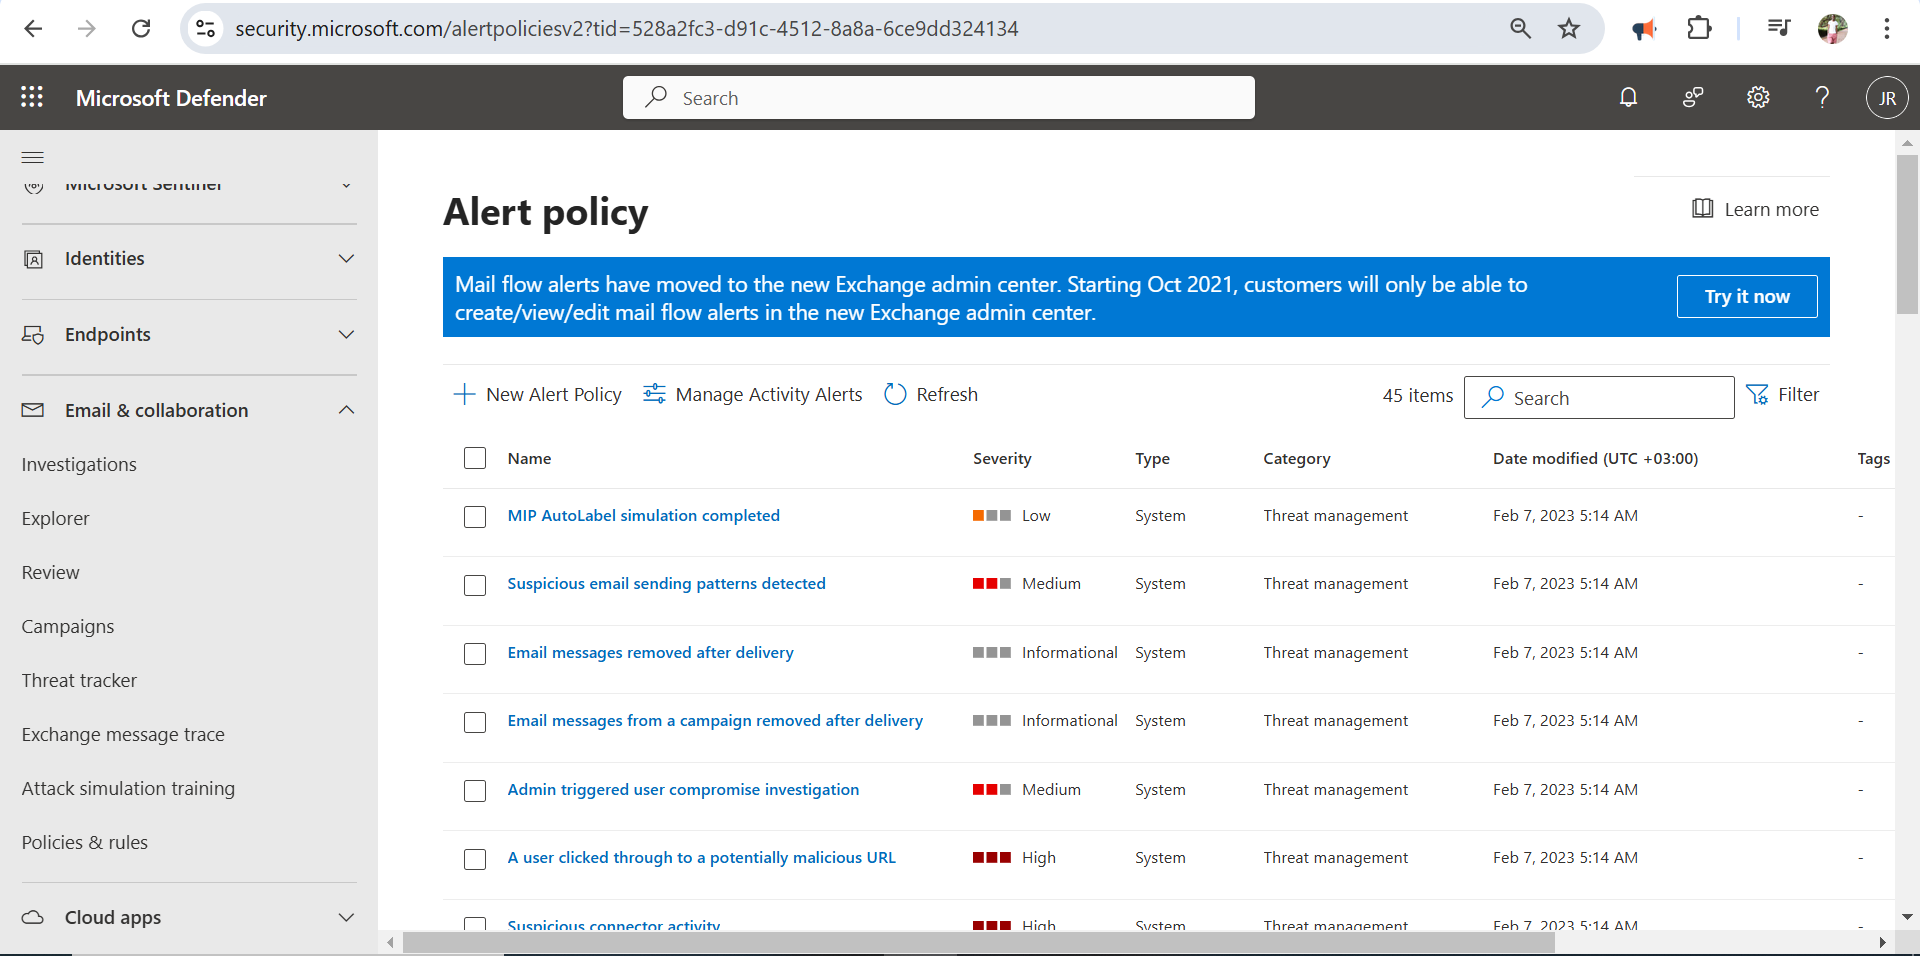 security.microsoft.com/alertpoliciesv2?tid=528a2fc3-d91c-4512-8a8a-6ce9dd324134
Microsoft Defender
Search
JR
Microsoft Sentinel
Identities
Endpoints
Email & collaboration
Investigations
Explorer
Review
Campaigns
Threat tracker
Exchange message trace
Attack simulation training
Policies & rules
Cloud apps
Alert policy
Learn more
Mail flow alerts have moved to the new Exchange admin center. Starting Oct 2021, customers will only be able to
create/view/edit mail flow alerts in the new Exchange admin center.
Try it now
New Alert Policy Manage Activity Alerts Refresh 45 items Search Filter
Name Severity Type Category Date modified (UTC +03:00) Tags
MIP AutoLabel simulation completed Low System Threat management Feb 7, 2023 5:14 AM -
Suspicious email sending patterns detected Medium System Threat management Feb 7, 2023 5:14 AM -
Email messages removed after delivery Informational System Threat management Feb 7, 2023 5:14 AM -
Email messages from a campaign removed after delivery Informational System Threat management Feb 7, 2023 5:14 AM -
Admin triggered user compromise investigation Medium System Threat management Feb 7, 2023 5:14 AM -
A user clicked through to a potentially malicious URL High System Threat management Feb 7, 2023 5:14 AM -
Suspicious connector activity High System Threat management Feb 7, 2023 5:14 AM -